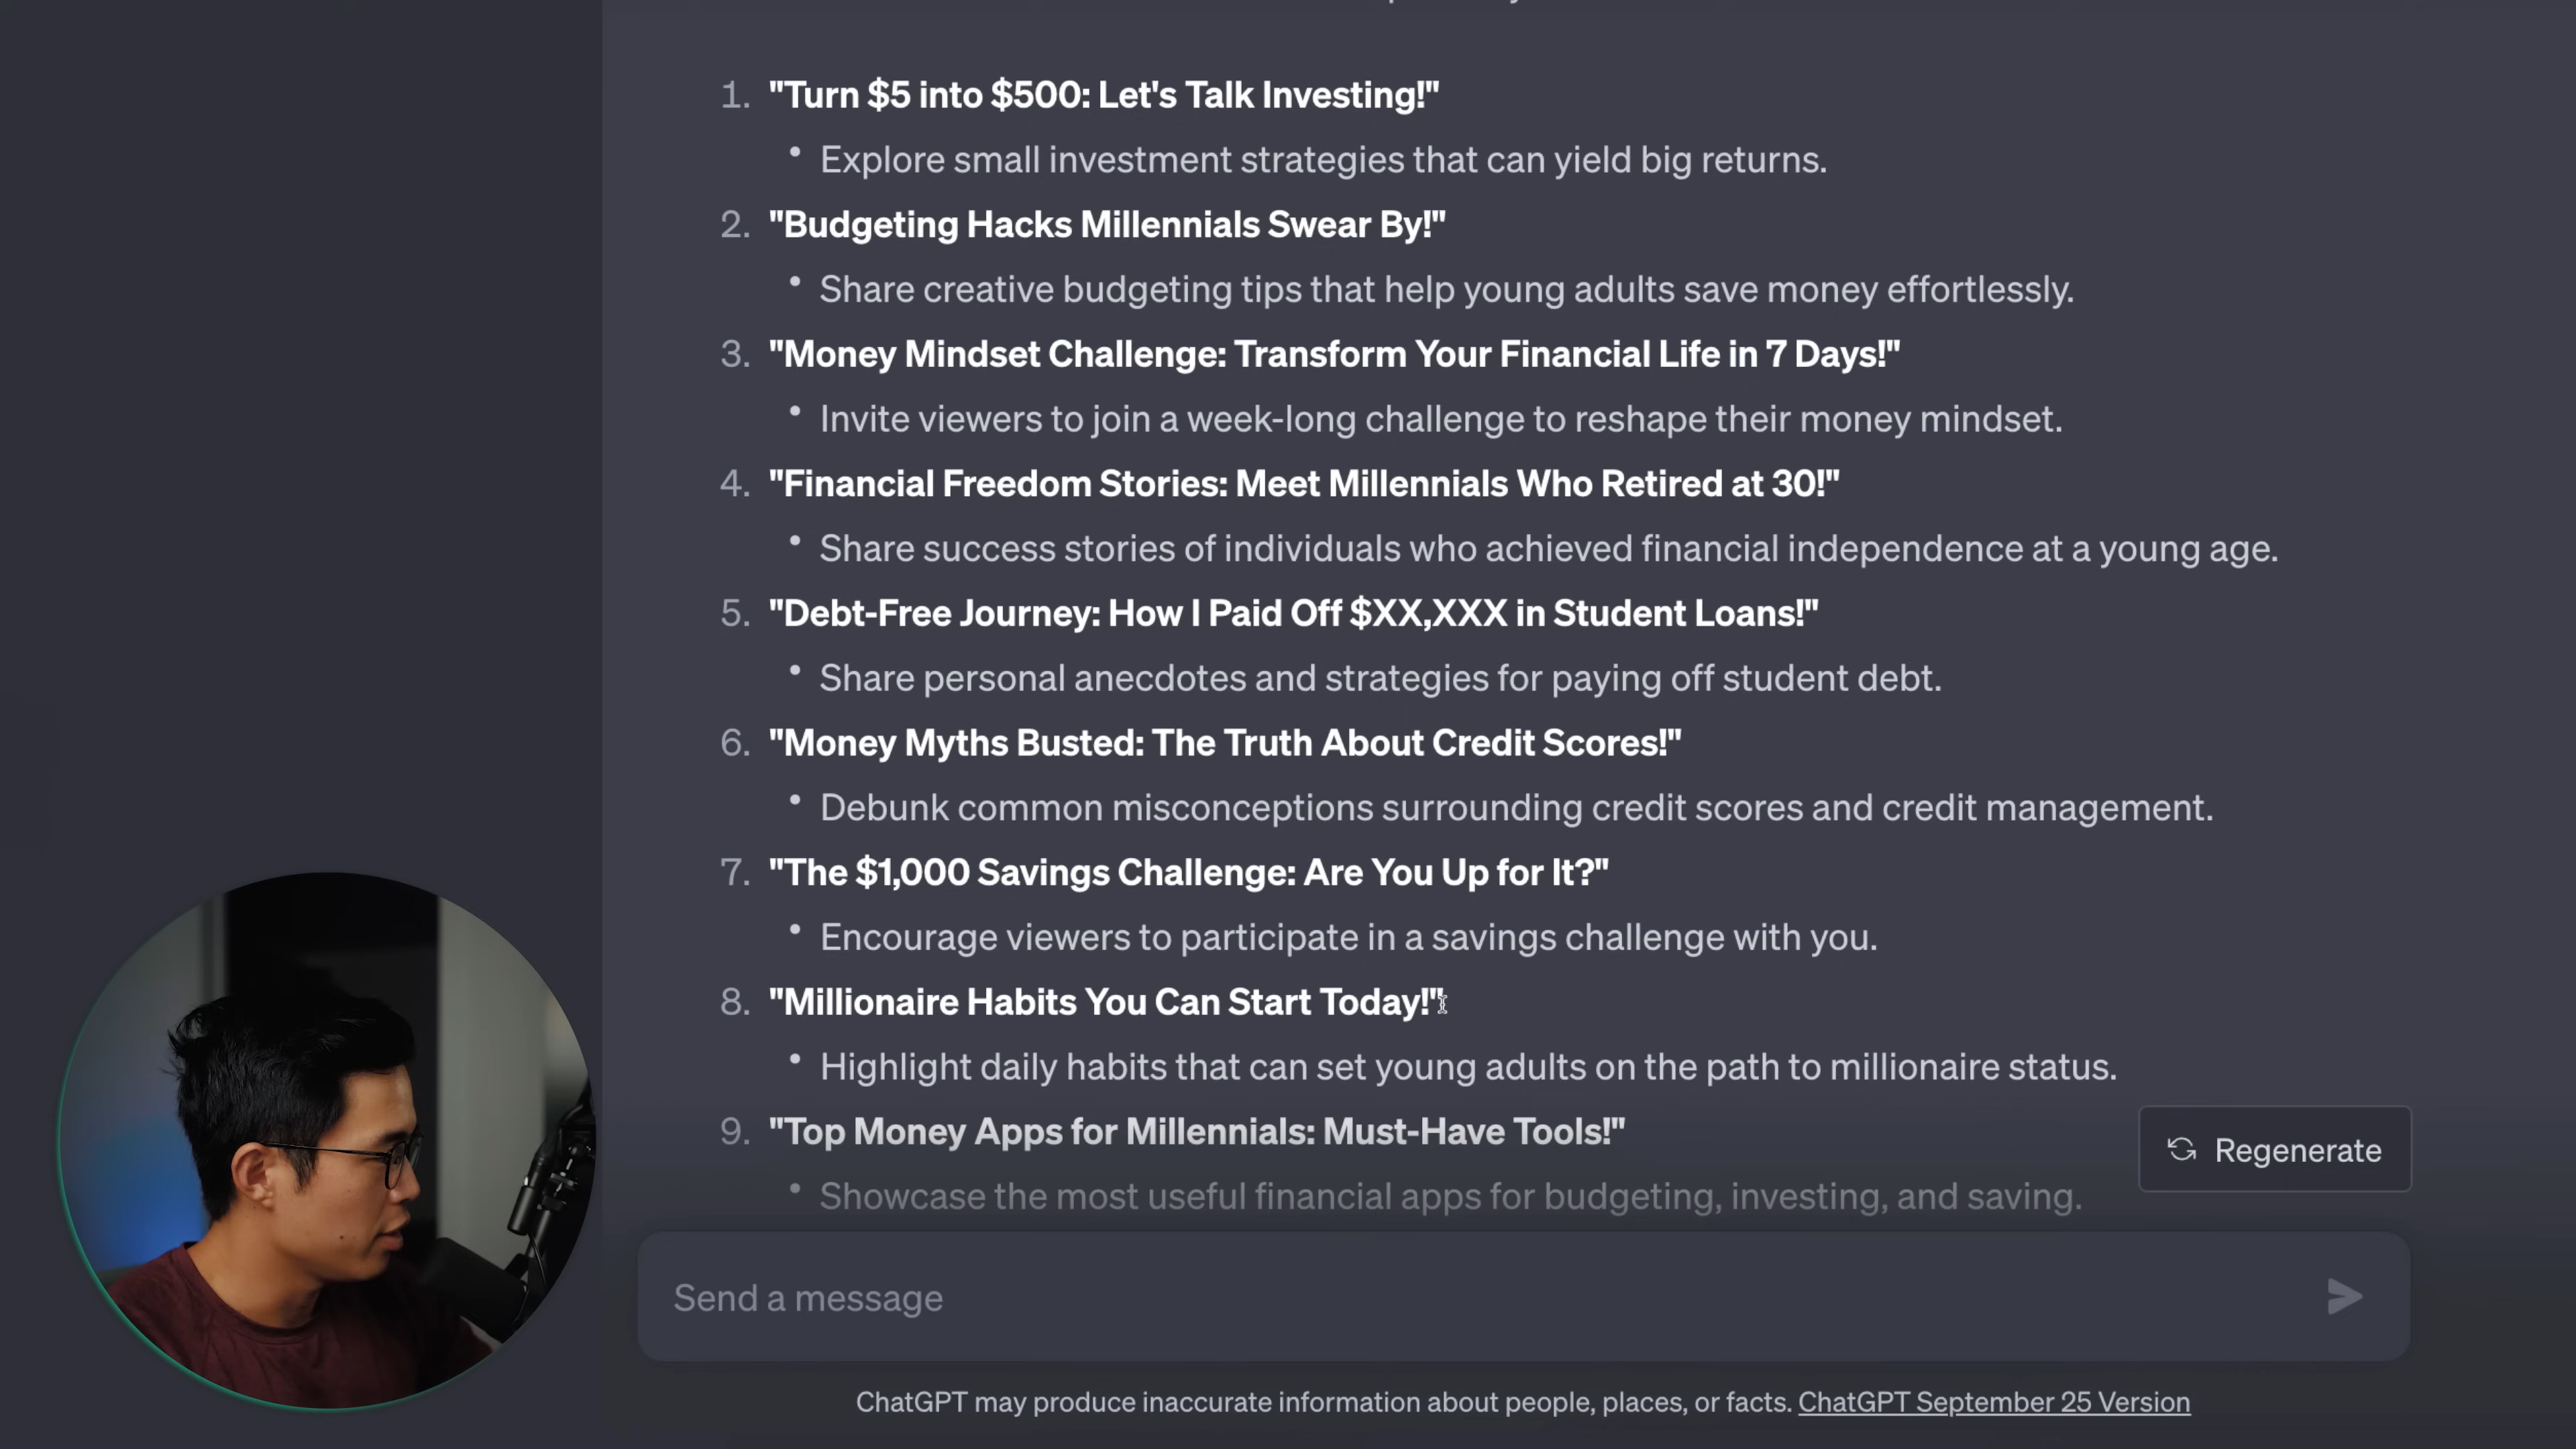 1. "Turn $5 into $500: Let's Talk Investing!"
• Explore small investment strategies that can yield big returns.
2. "Budgeting Hacks Millennials Swear By!"
• Share creative budgeting tips that help young adults save money effortlessly.
3. "Money Mindset Challenge: Transform Your Financial Life in 7 Days!"
• Invite viewers to join a week-long challenge to reshape their money mindset.
4. "Financial Freedom Stories: Meet Millennials Who Retired at 30!"
• Share success stories of individuals who achieved financial independence at a young age.
5. "Debt-Free Journey: How I Paid Off $XX,XXX in Student Loans!"
• Share personal anecdotes and strategies for paying off student debt.
6. "Money Myths Busted: The Truth About Credit Scores!"
• Debunk common misconceptions surrounding credit scores and credit management.
7. "The $1,000 Savings Challenge: Are You Up for It?"
• Encourage viewers to participate in a savings challenge with you.
8. "Millionaire Habits You Can Start Today!"
• Highlight daily habits that can set young adults on the path to millionaire status.
9. "Top Money Apps for Millennials: Must-Have Tools!"
• Showcase the most useful financial apps for budgeting, investing, and saving.
Regenerate
Send a message
ChatGPT may produce inaccurate information about people, places, or facts. ChatGPT September 25 Version